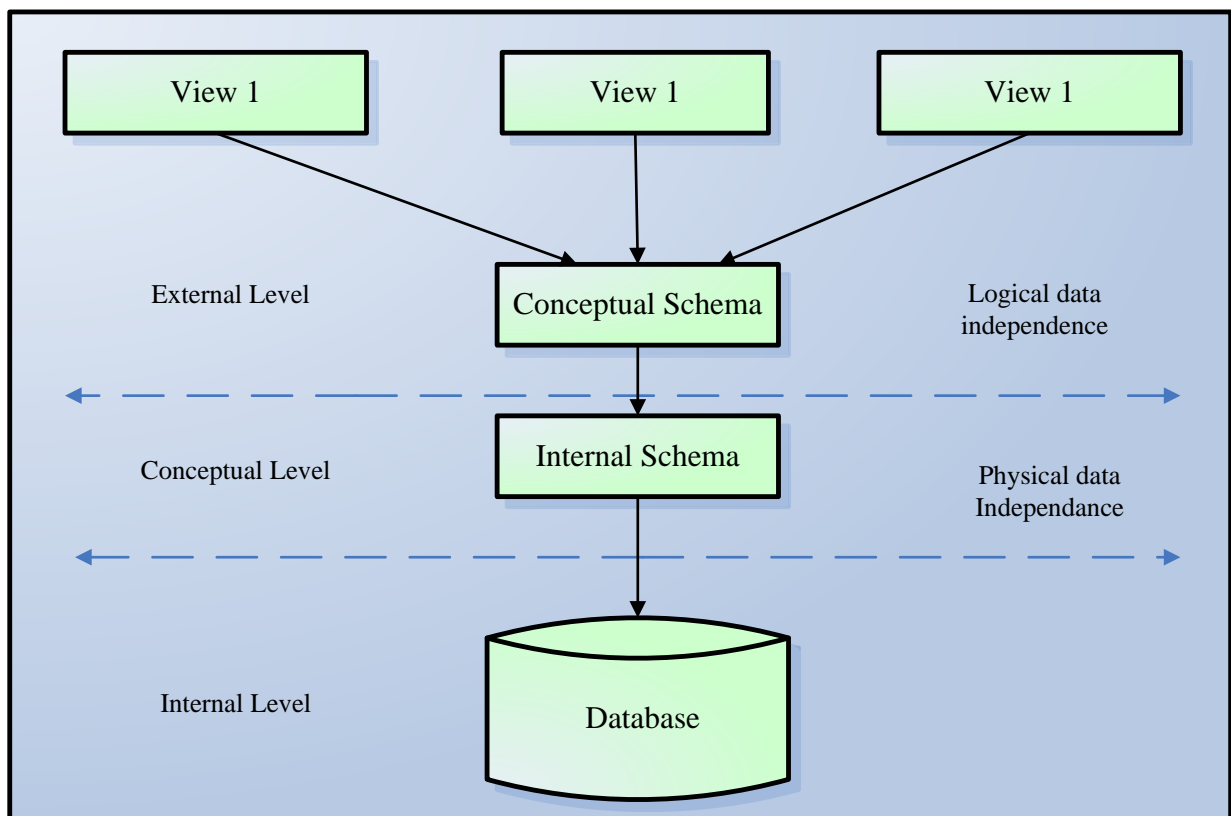 View 1
View 1
View 1
External Level
Conceptual Schema
Logical data
independence
Conceptual Level
Internal Schema
Physical data
Independance
Internal Level
Database